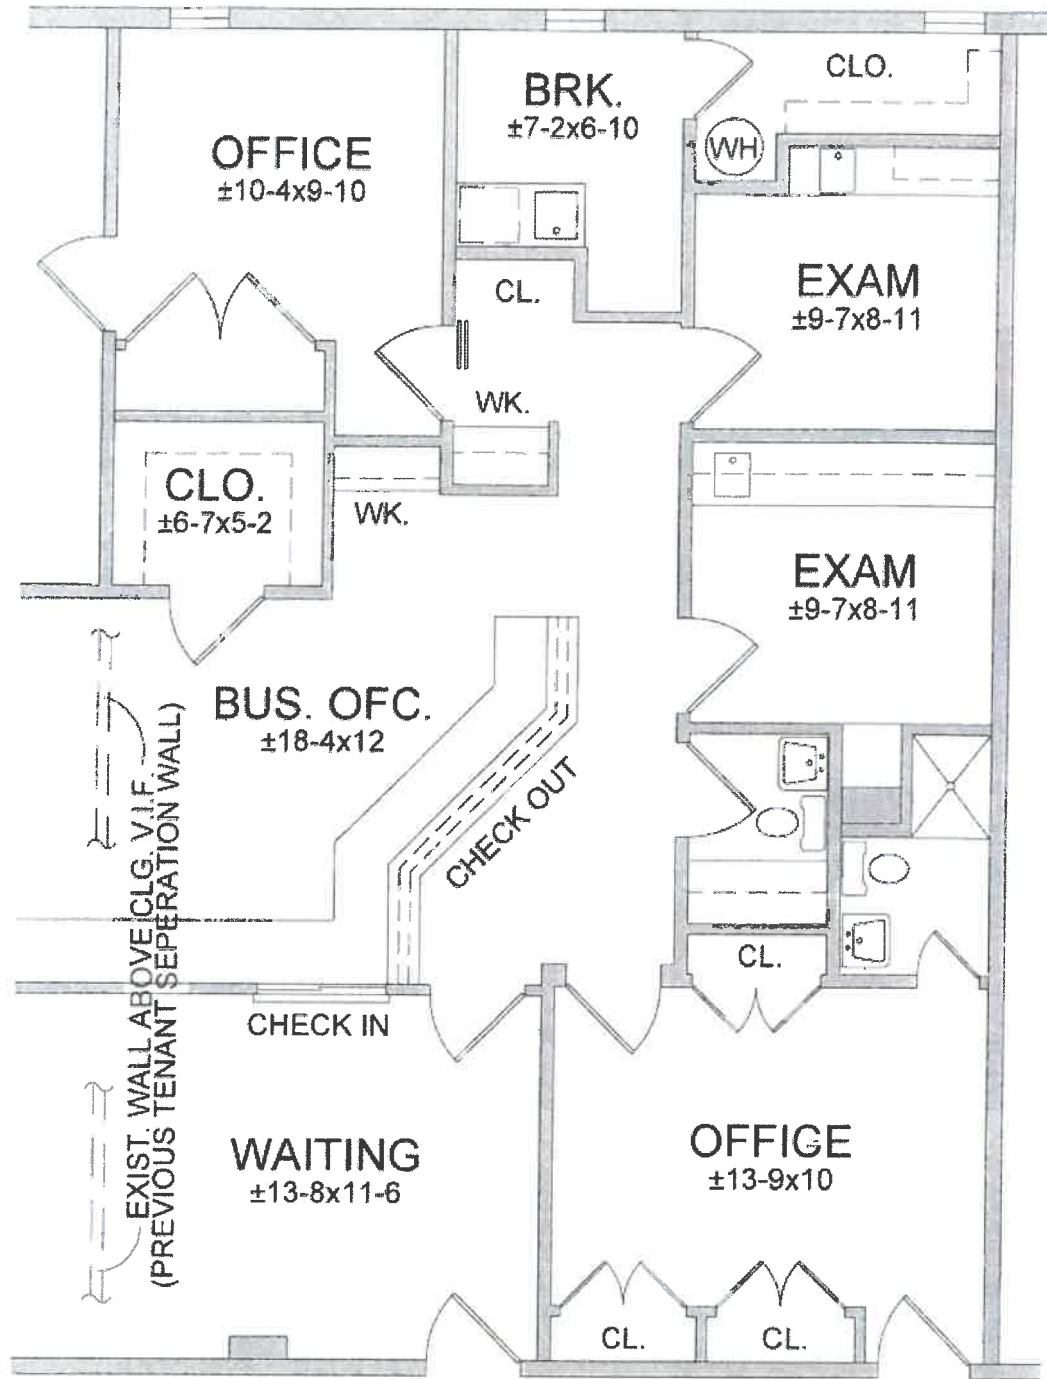 BRK.
±7-2x6-10
CLO.
OFFICE
±10-4x9-10
WH
CL.
EXAM
±9-7x8-11
WK.
CLO.
±6-7x5-2
WK.
EXAM
±9-7x8-11
BUS. OFC.
±18-4x12
CHECK OUT
EXIST. WALL ABOVE CLG. V.I.F.
(PREVIOUS TENANT SEPERATION WALL)
CL.
CHECK IN
WAITING
±13-8x11-6
OFFICE
±13-9x10
CL.
CL.